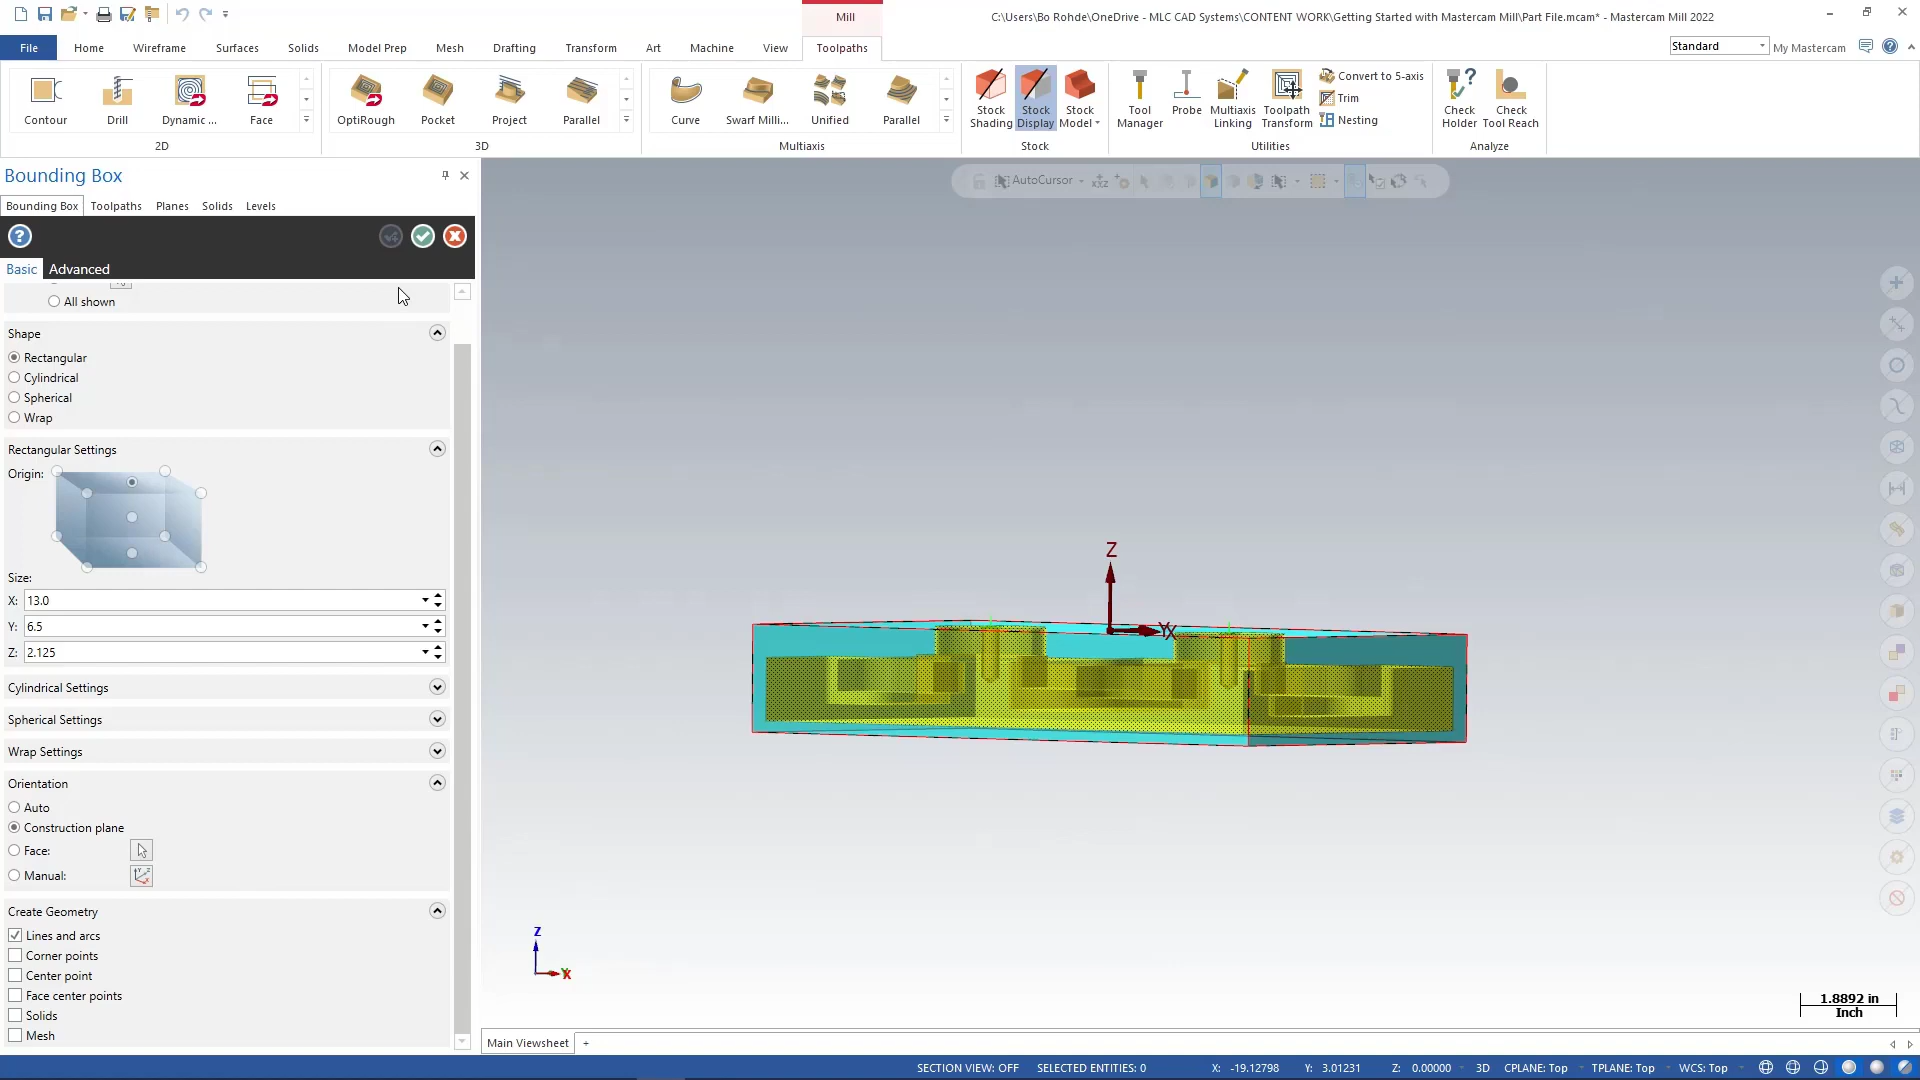 Mill
C:\Users\Bo Rohde\OneDrive - MLC CAD Systems\CONTENT WORK\Getting Started with Mastercam Mill\Part File.mcam* - Mastercam Mill 2022
File Home Wireframe Surfaces Solids Model Prep Mesh Drafting Transform Art Machine View Toolpaths
Standard My Mastercam
Contour Drill Dynamic ... Face
2D
OptiRough Pocket Project Parallel
3D
Curve Swarf Milli... Unified Parallel
Multiaxis
Stock Shading
Stock Display
Stock Model
Stock
Tool Manager
Probe
Multiaxis Linking
Toolpath Transform
Convert to 5-axis
Trim
Nesting
Utilities
Check Holder
Check Tool Reach
Analyze
Bounding Box
Bounding Box Toolpaths Planes Solids Levels
Basic Advanced
All shown
Shape
Rectangular
Cylindrical
Spherical
Wrap
Rectangular Settings
Origin:
Size:
X: 13.0
Y: 6.5
Z: 2.125
Cylindrical Settings
Spherical Settings
Wrap Settings
Orientation
Auto
Construction plane
Face:
Manual:
Create Geometry
Lines and arcs
Corner points
Center point
Face center points
Solids
Mesh
AutoCursor
Z
YX
Z
X
1.8892 in
Inch
Main Viewsheet +
SECTION VIEW: OFF SELECTED ENTITIES: 0 X: -19.12798 Y: 3.01231 Z: 0.00000 3D CPLANE: Top TPLANE: Top WCS: Top